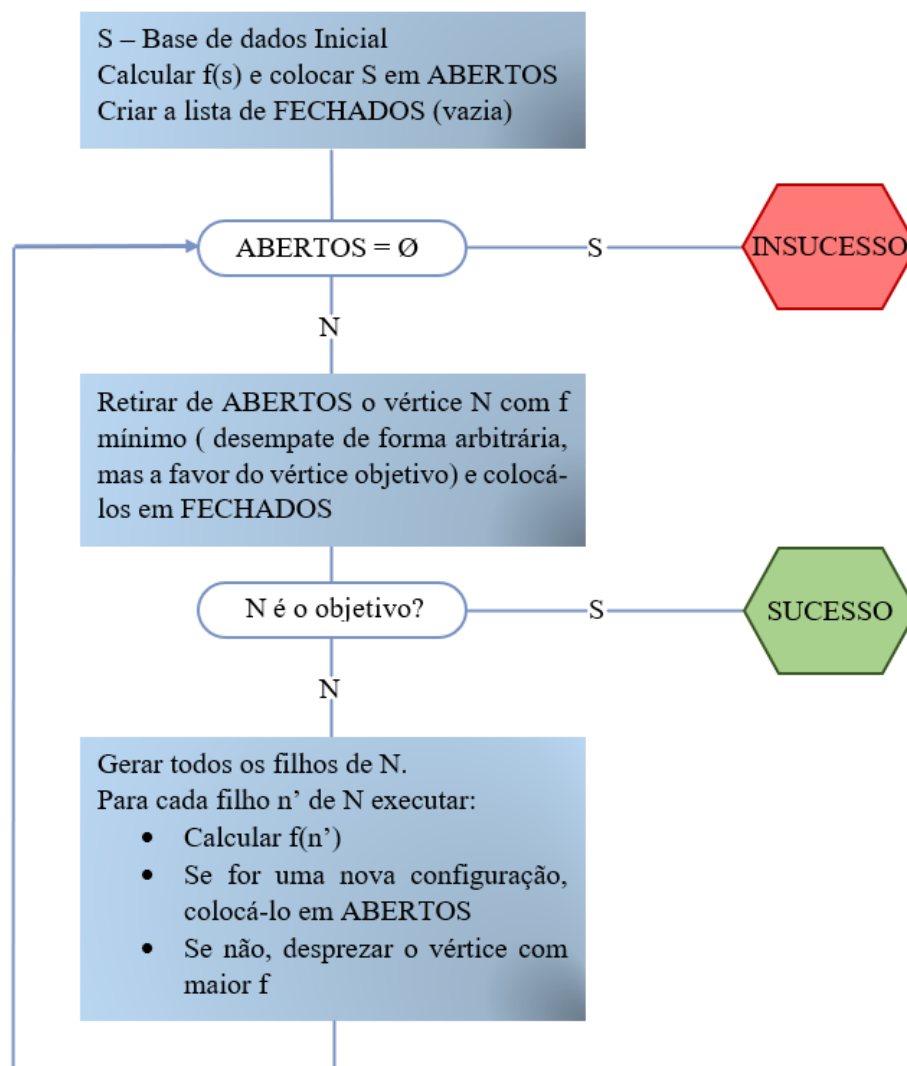 S – Base de dados Inicial
Calcular f(s) e colocar S em ABERTOS
Criar a lista de FECHADOS (vazia)
ABERTOS = Ø
S
INSUCESSO
N
Retirar de ABERTOS o vértice N com f
mínimo ( desempate de forma arbitrária,
mas a favor do vértice objetivo) e colocá-
los em FECHADOS
N é o objetivo?
S
SUCESSO
N
Gerar todos os filhos de N.
Para cada filho n’ de N executar:
• Calcular f(n’)
• Se for uma nova configuração,
colocá-lo em ABERTOS
• Se não, desprezar o vértice com
maior f